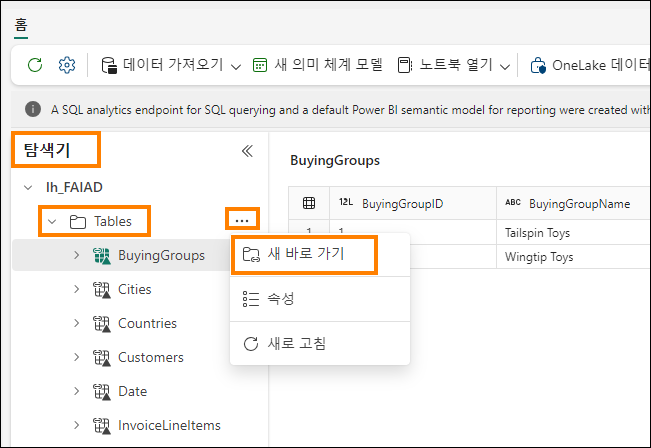 홈
데이터 가져오기 새 의미 체계 모델 노트북 열기 OneLake 데이터
A SQL analytics endpoint for SQL querying and a default Power BI semantic model for reporting were created with
탐색기
BuyingGroups
lh_FAIAD
Tables ...
12L BuyingGroupID ABC BuyingGroupName
1 1 Tailspin Toys
BuyingGroups 새 바로 가기 Wingtip Toys
Cities 속성
Countries
Customers 새로 고침
Date
InvoiceLineItems